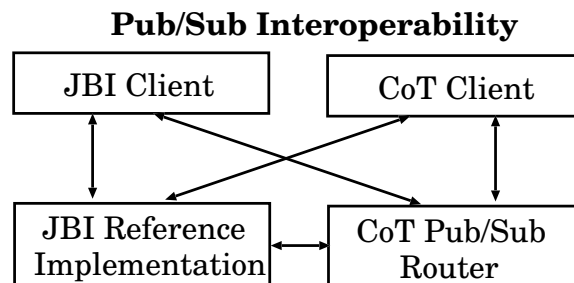 Pub/Sub Interoperability
JBI Client
CoT Client
JBI Reference
Implementation
CoT Pub/Sub
Router